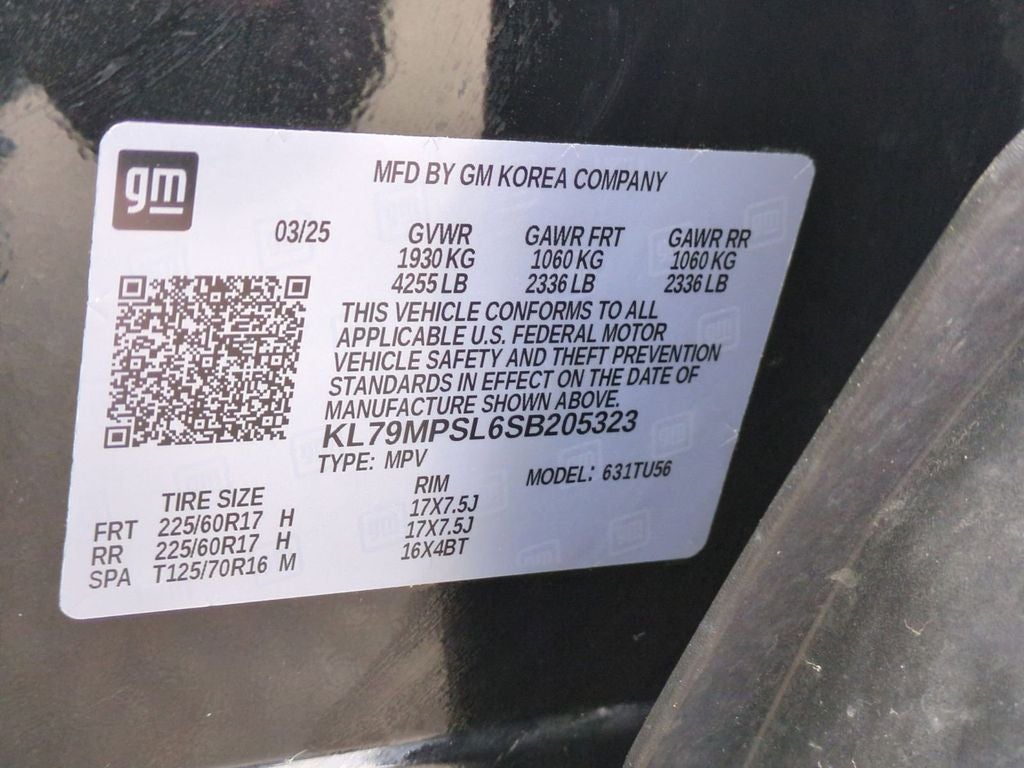 gm
MFD BY GM KOREA COMPANY
03/25 GVWR GAWR FRT GAWR RR
1930 KG 1060 KG 1060 KG
4255 LB 2336 LB 2336 LB
THIS VEHICLE CONFORMS TO ALL
APPLICABLE U.S. FEDERAL MOTOR
VEHICLE SAFETY AND THEFT PREVENTION
STANDARDS IN EFFECT ON THE DATE OF
MANUFACTURE SHOWN ABOVE.
KL79MPSL6SB205323
TYPE: MPV MODEL: 631TU56
TIRE SIZE RIM
FRT 225/60R17 H 17X7.5J
RR 225/60R17 H 17X7.5J
SPA T125/70R16 M 16X4BT